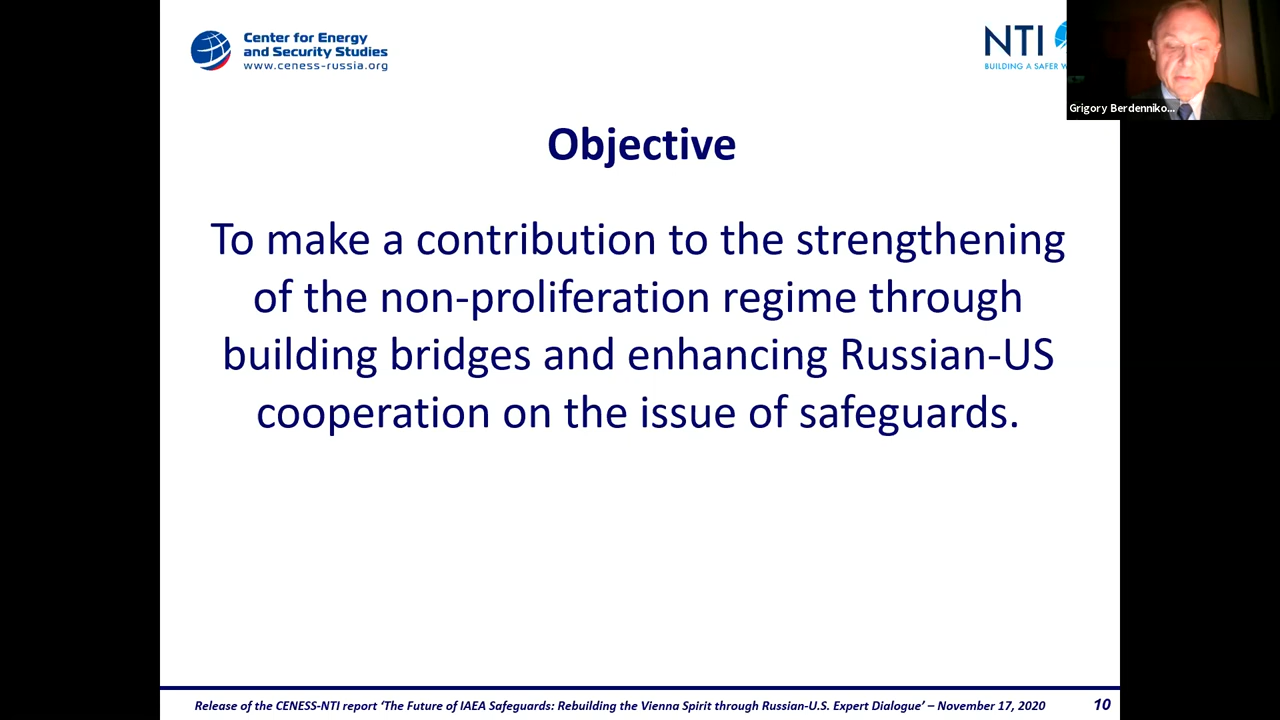 Center for Energy
and Security Studies
www.ceness-russia.org
NTI
BUILDING A SAFER W
Grigory Berdenniko...
Objective
To make a contribution to the strengthening
of the non-proliferation regime through
building bridges and enhancing Russian-US
cooperation on the issue of safeguards.
Release of the CENESS-NTI report ‘The Future of IAEA Safeguards: Rebuilding the Vienna Spirit through Russian-U.S. Expert Dialogue’ – November 17, 2020
10